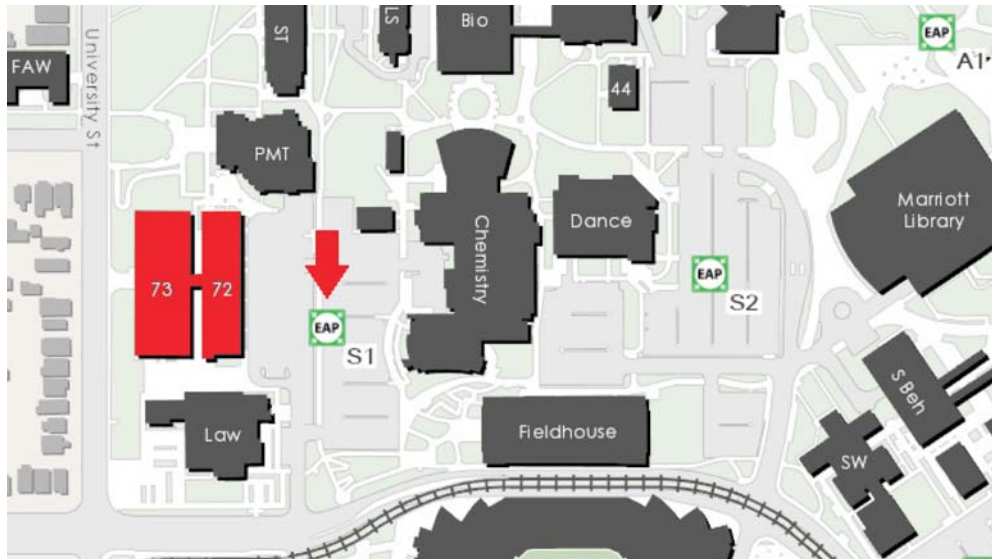 FAW
University St
ST
LS
Bio
44
EAP
A1
PMT
Chemistry
Dance
Marriott
Library
73
72
EAP
S1
EAP
S2
Law
Fieldhouse
S Beh
SW